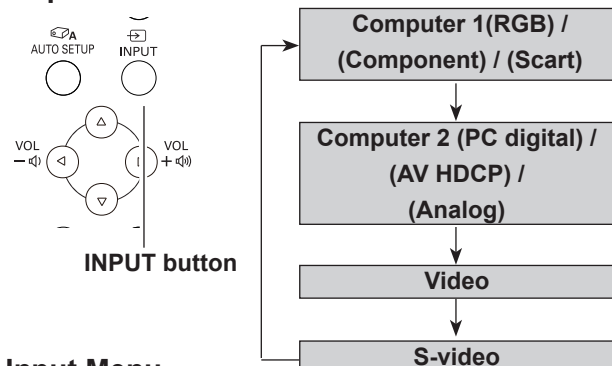 AUTO SETUP
INPUT
VOL
VOL
INPUT button
Computer 1(RGB) /
(Component) / (Scart)
Computer 2 (PC digital) /
(AV HDCP) /
(Analog)
Video
S-video
Input Menu